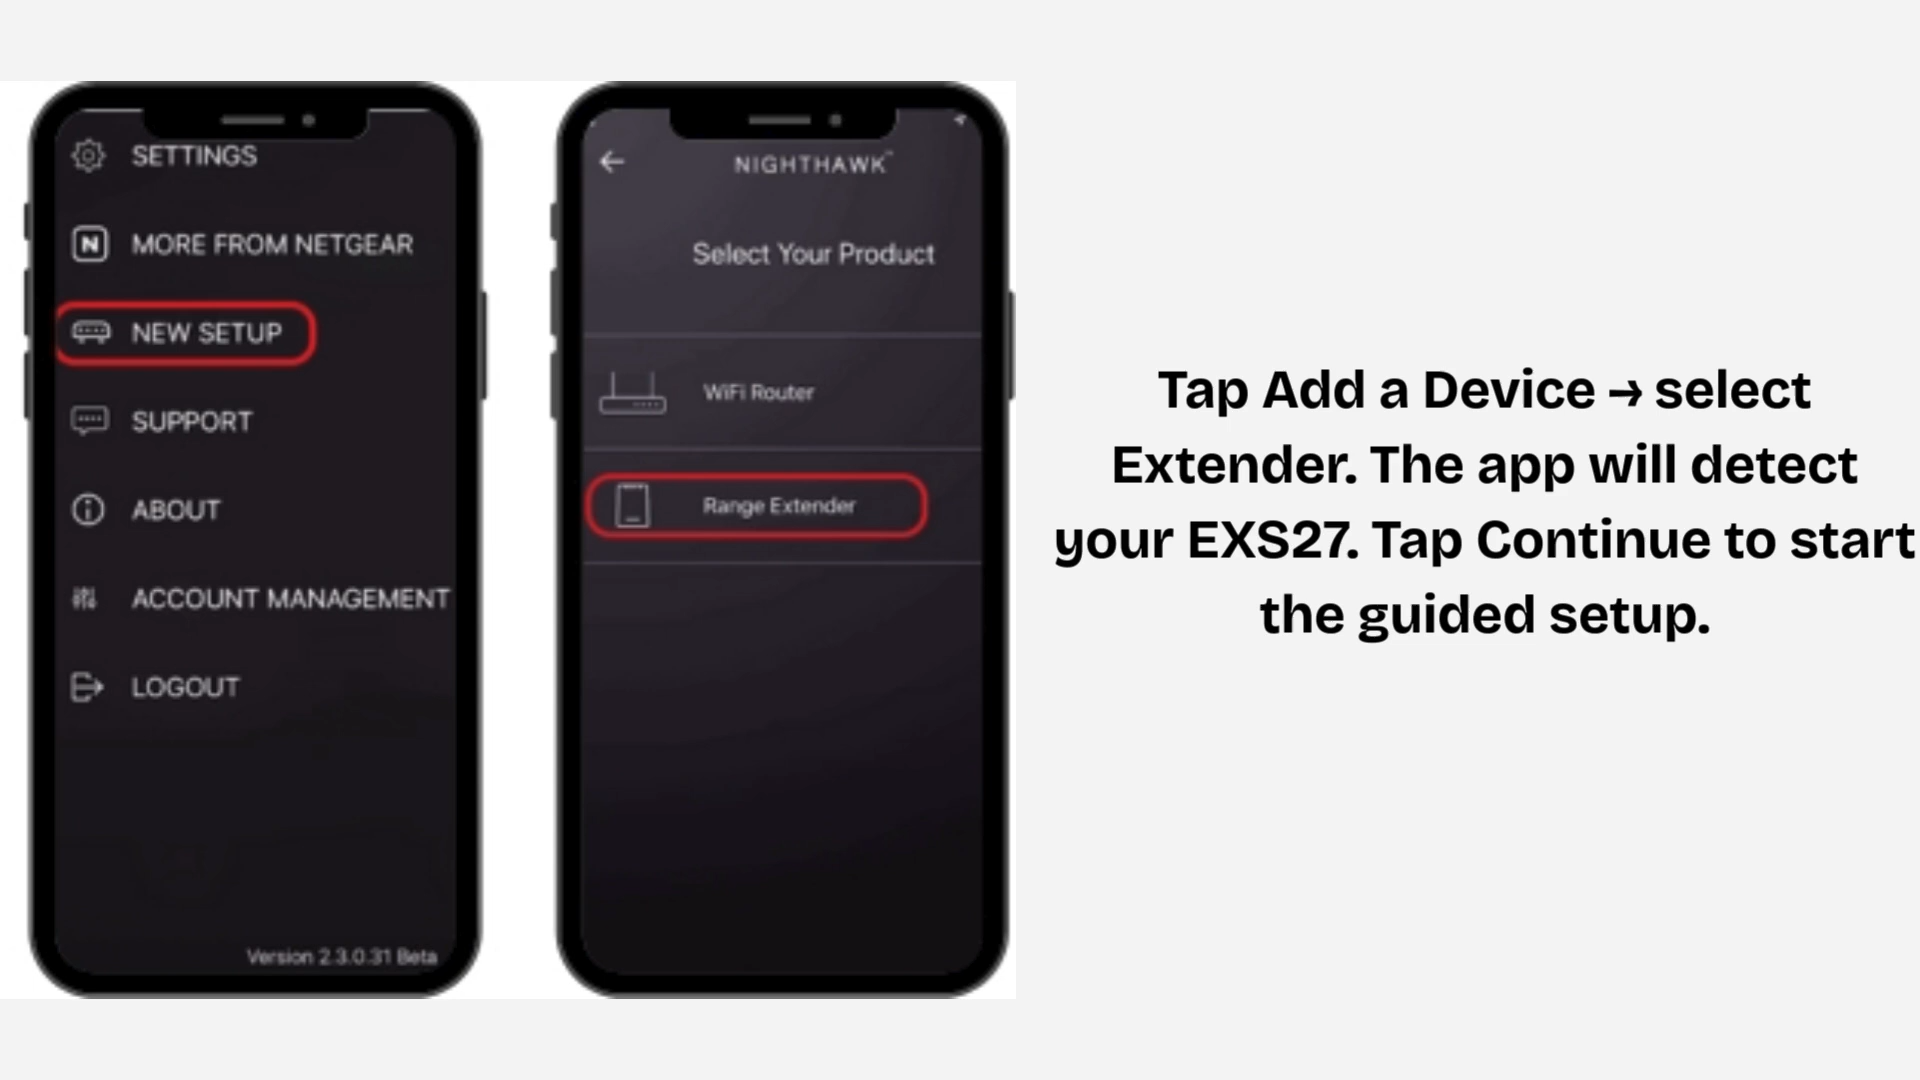 SETTINGS
MORE FROM NETGEAR
NEW SETUP
SUPPORT
ABOUT
ACCOUNT MANAGEMENT
LOGOUT
Version 2.3.0.31 Beta
NIGHTHAWK™
Select Your Product
WiFi Router
Range Extender
Tap Add a Device → select
Extender. The app will detect
your EXS27. Tap Continue to start
the guided setup.